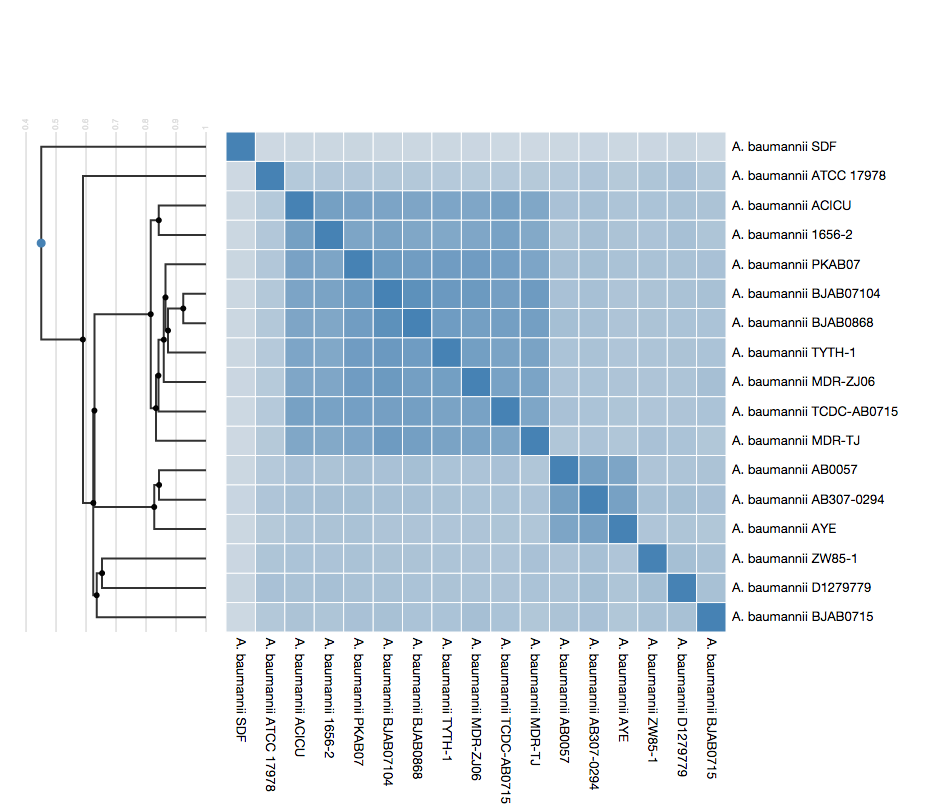 0.4
0.5
0.6
0.7
0.8
0.9
1
A. baumannii SDF
A. baumannii ATCC 17978
A. baumannii ACICU
A. baumannii 1656-2
A. baumannii PKAB07
A. baumannii BJAB07104
A. baumannii BJAB0868
A. baumannii TYTH-1
A. baumannii MDR-ZJ06
A. baumannii TCDC-AB0715
A. baumannii MDR-TJ
A. baumannii AB0057
A. baumannii AB307-0294
A. baumannii AYE
A. baumannii ZW85-1
A. baumannii D1279779
A. baumannii BJAB0715
A. baumannii SDF
A. baumannii ATCC 17978
A. baumannii ACICU
A. baumannii 1656-2
A. baumannii PKAB07
A. baumannii BJAB07104
A. baumannii BJAB0868
A. baumannii TYTH-1
A. baumannii MDR-ZJ06
A. baumannii TCDC-AB0715
A. baumannii MDR-TJ
A. baumannii AB0057
A. baumannii AB307-0294
A. baumannii AYE
A. baumannii ZW85-1
A. baumannii D1279779
A. baumannii BJAB0715